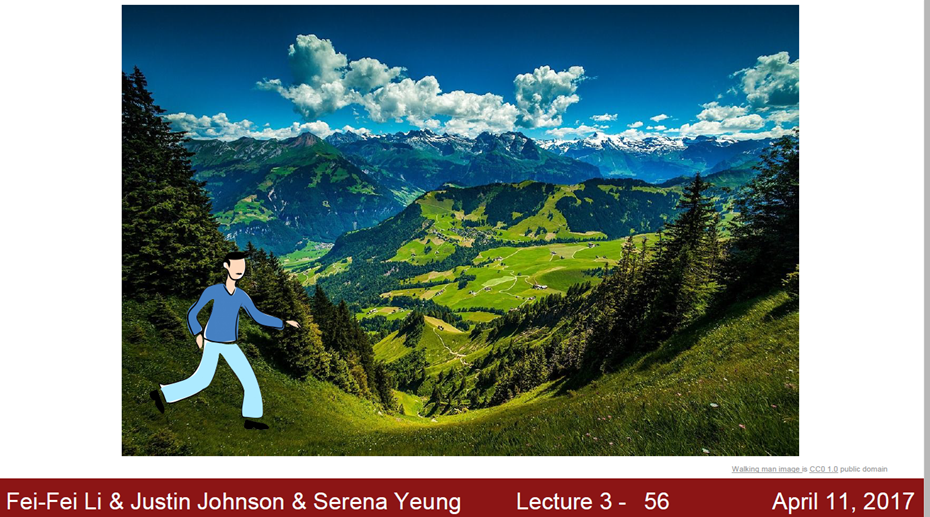 Walking man image is CC0 1.0 public domain
Fei-Fei Li & Justin Johnson & Serena Yeung Lecture 3 - 56 April 11, 2017